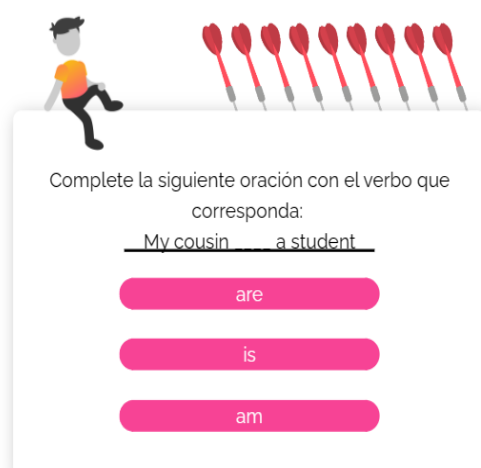 Complete la siguiente oración con el verbo que
corresponda:
My cousin ____ a student
are
is
am